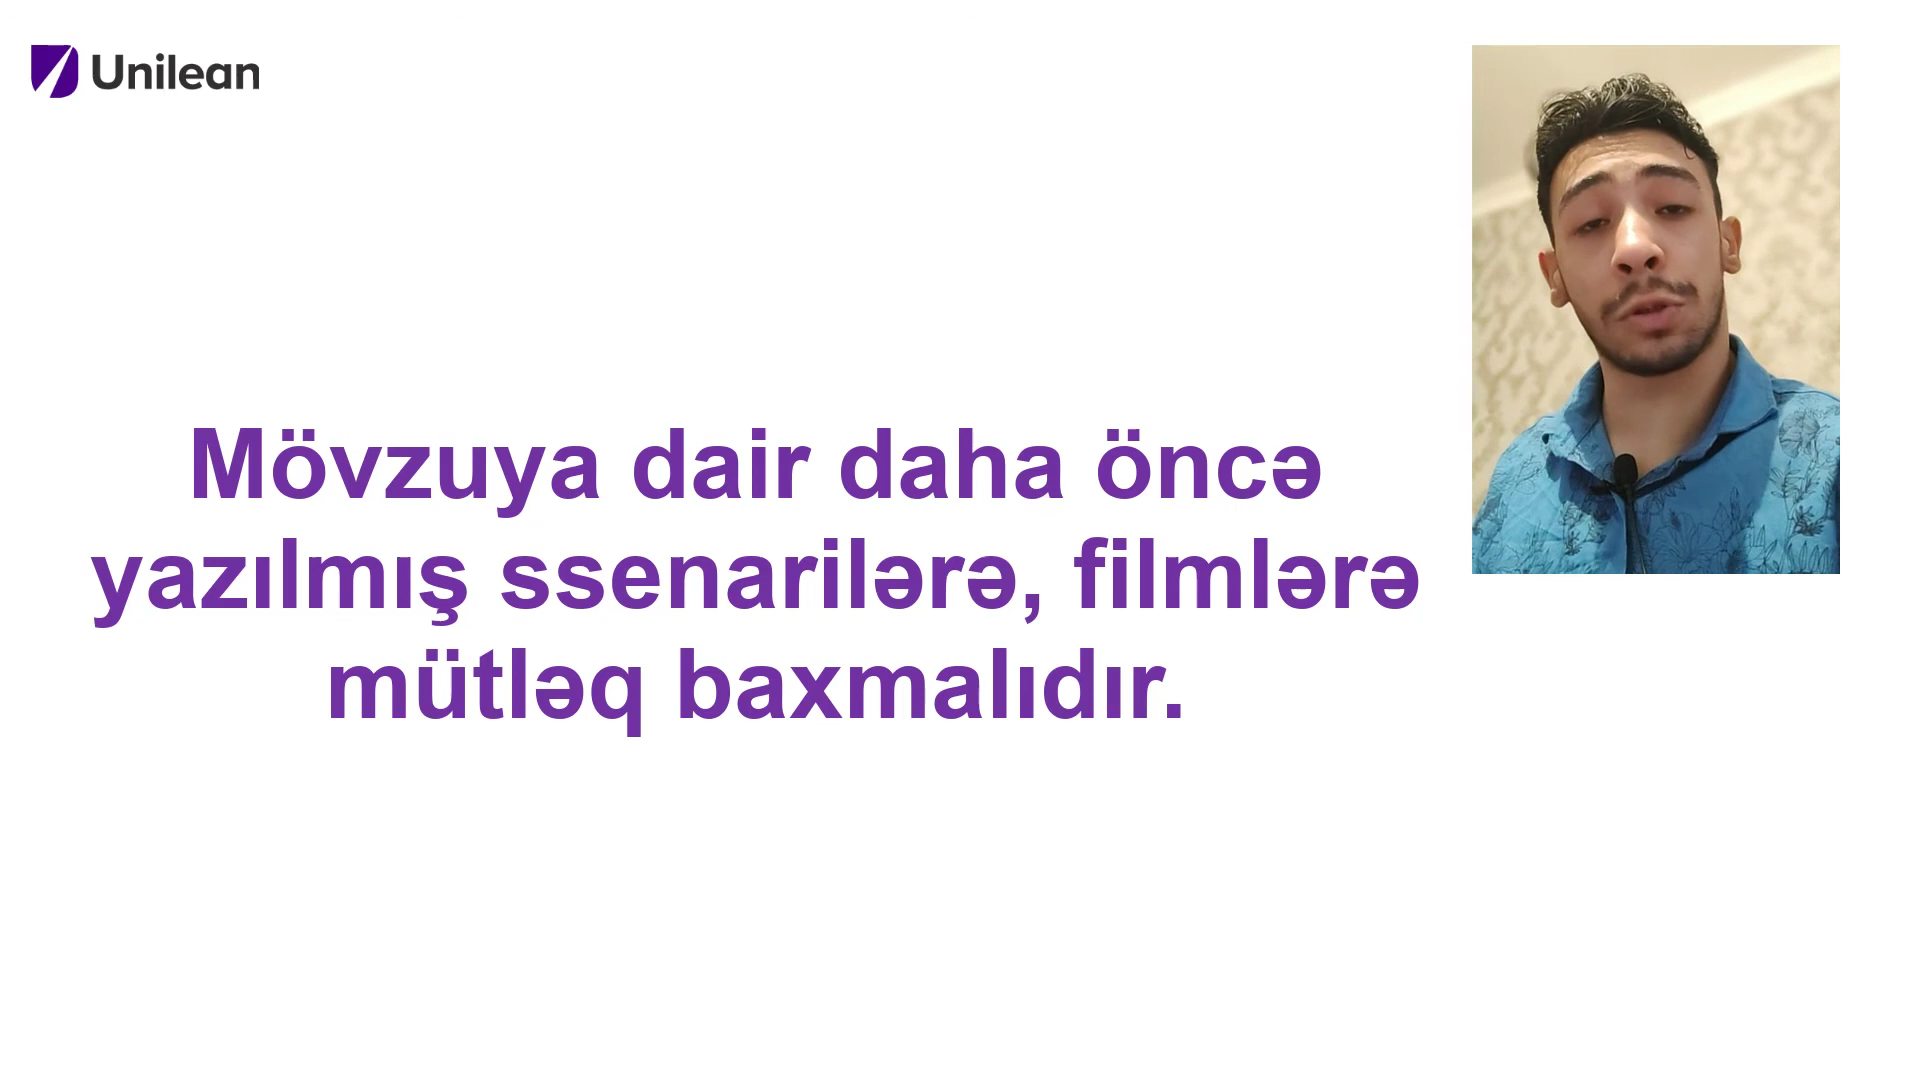 Unilean
Mövzuya dair daha öncə
yazılmış ssenarilərə, filmlərə
mütləq baxmalıdır.